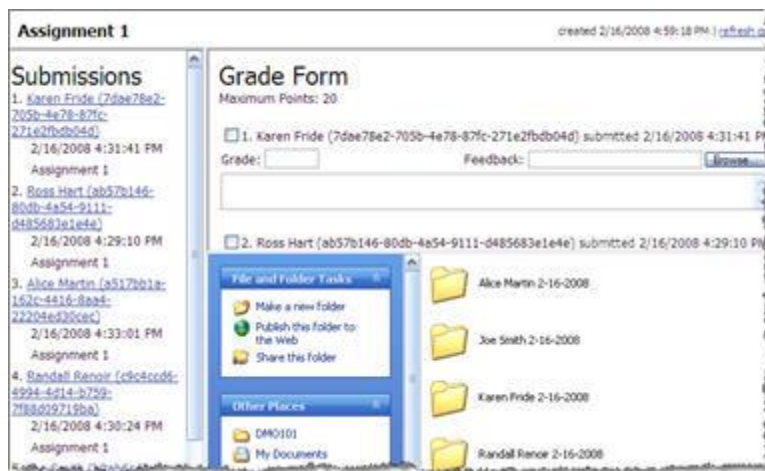 Assignment 1
created 2/16/2008 4:59:18 PM | refresh
Submissions
1. Karen Fride (7dae78e2-
705b-4e78-87fc-
271e2fbdb04d)
2/16/2008 4:31:41 PM
Assignment 1
2. Ross Hart (ab57b146-
80db-4a54-9111-
d485683e1e4e)
2/16/2008 4:29:10 PM
Assignment 1
3. Alice Martin (a517bb1a-
162c-4416-8aa4-
22204ed30cec)
2/16/2008 4:33:01 PM
Assignment 1
4. Randall Renoir (c9c4ccd6-
4994-4d14-b759-
7f88d09719ba)
2/16/2008 4:30:24 PM
Assignment 1
Grade Form
Maximum Points: 20
1. Karen Fride (7dae78e2-705b-4e78-87fc-271e2fbdb04d) submitted 2/16/2008 4:31:41 PM
Grade:
Feedback:
Browse...
2. Ross Hart (ab57b146-80db-4a54-9111-d485683e1e4e) submitted 2/16/2008 4:29:10 PM
File and Folder Tasks
Make a new folder
Publish this folder to
the Web
Share this folder
Other Places
DMO101
My Documents
Alice Martin 2-16-2008
Joe Smith 2-16-2008
Karen Fride 2-16-2008
Randall Renoir 2-16-2008